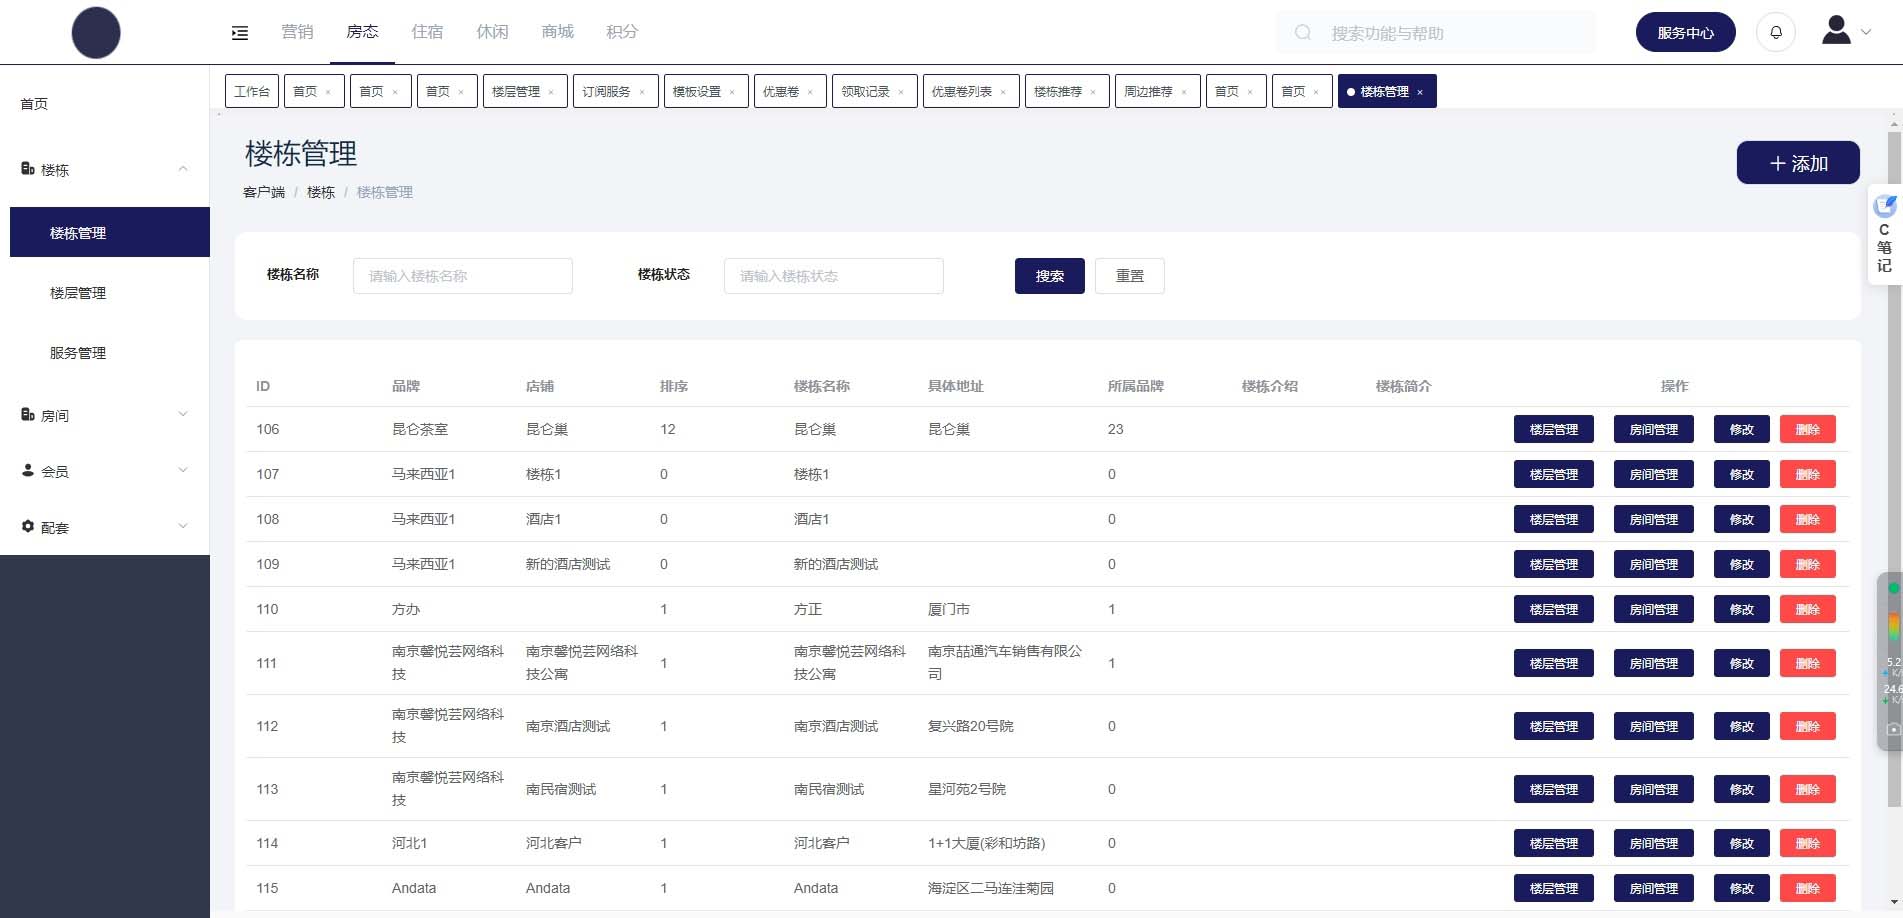 营销 房态 住宿 休闲 商城 积分 搜索功能与帮助 服务中心
工作台 首页 × 首页 × 首页 × 楼层管理 × 订阅服务 × 模板设置 × 优惠卷 × 领取记录 × 优惠卷列表 × 楼栋推荐 × 周边推荐 × 首页 × 首页 × 楼栋管理 ×
首页
楼栋
楼栋管理
楼层管理
服务管理
房间
会员
配套
楼栋管理
+ 添加
客户端 / 楼栋 / 楼栋管理
楼栋名称 请输入楼栋名称 楼栋状态 请输入楼栋状态 搜索 重置
ID 品牌 店铺 排序 楼栋名称 具体地址 所属品牌 楼栋介绍 楼栋简介 操作
106 昆仑茶室 昆仑巢 12 昆仑巢 昆仑巢 23 楼层管理 房间管理 修改 删除
107 马来西亚1 楼栋1 0 楼栋1 0 楼层管理 房间管理 修改 删除
108 马来西亚1 酒店1 0 酒店1 0 楼层管理 房间管理 修改 删除
109 马来西亚1 新的酒店测试 0 新的酒店测试 0 楼层管理 房间管理 修改 删除
110 方办 1 方正 厦门市 1 楼层管理 房间管理 修改 删除
111 南京馨悦芸网络科技 南京馨悦芸网络科技公寓 1 南京馨悦芸网络科技公寓 南京喆通汽车销售有限公司 1 楼层管理 房间管理 修改 删除
112 南京馨悦芸网络科技 南京酒店测试 1 南京酒店测试 复兴路20号院 0 楼层管理 房间管理 修改 删除
113 南京馨悦芸网络科技 南民宿测试 1 南民宿测试 星河苑2号院 0 楼层管理 房间管理 修改 删除
114 河北1 河北客户 1 河北客户 1+1大厦(彩和坊路) 0 楼层管理 房间管理 修改 删除
115 Andata Andata 1 Andata 海淀区二马连洼菊园 0 楼层管理 房间管理 修改 删除
C
笔
记
5.2
K/
24.6
K/